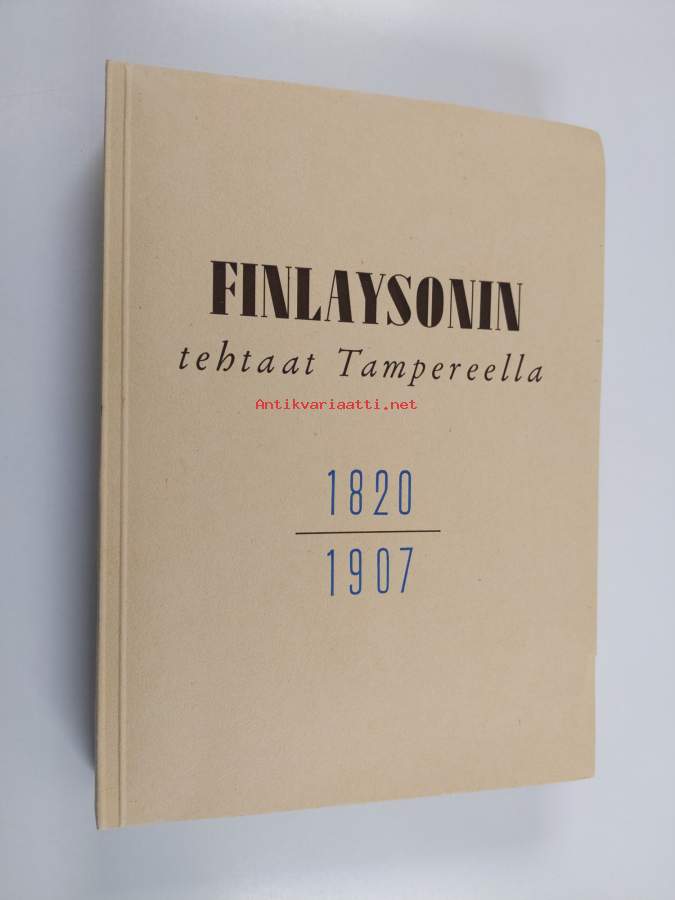 FINLAYSONIN
tehtaat Tampereella
Antikvariaatti.net
1820
1907